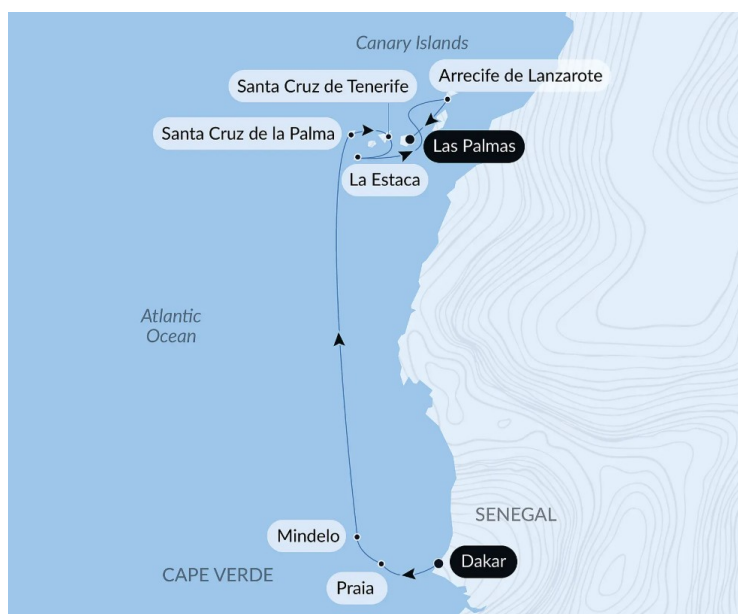 Canary Islands
Santa Cruz de Tenerife
Arrecife de Lanzarote
Santa Cruz de la Palma
Las Palmas
La Estaca
Atlantic
Ocean
SENEGAL
Mindelo
Dakar
CAPE VERDE
Praia